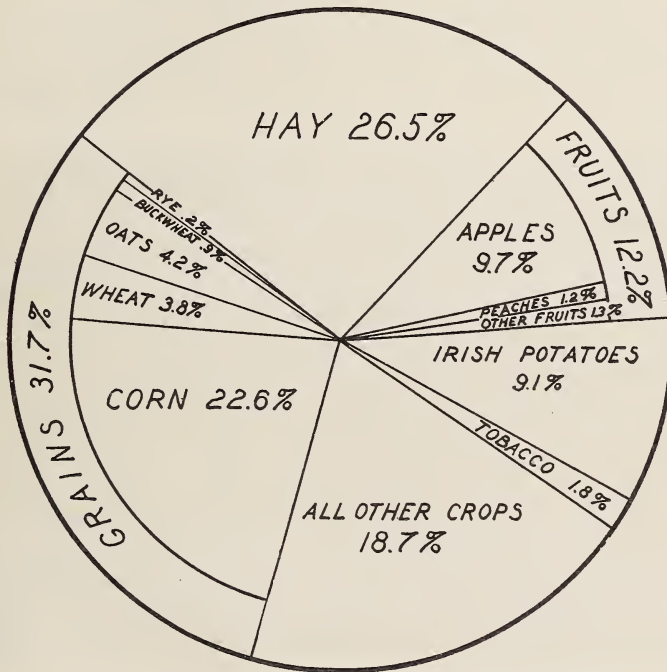 HAY 26.5%
FRUITS 12.2%
APPLES
9.7%
PEACHES 1.2%
OTHER FRUITS 1.3%
IRISH POTATOES
9.1%
TOBACCO 1.8%
ALL OTHER CROPS
18.7%
GRAINS 31.7%
RYE .2%
BUCKWHEAT .9%
OATS 4.2%
WHEAT 3.8%
CORN 22.6%